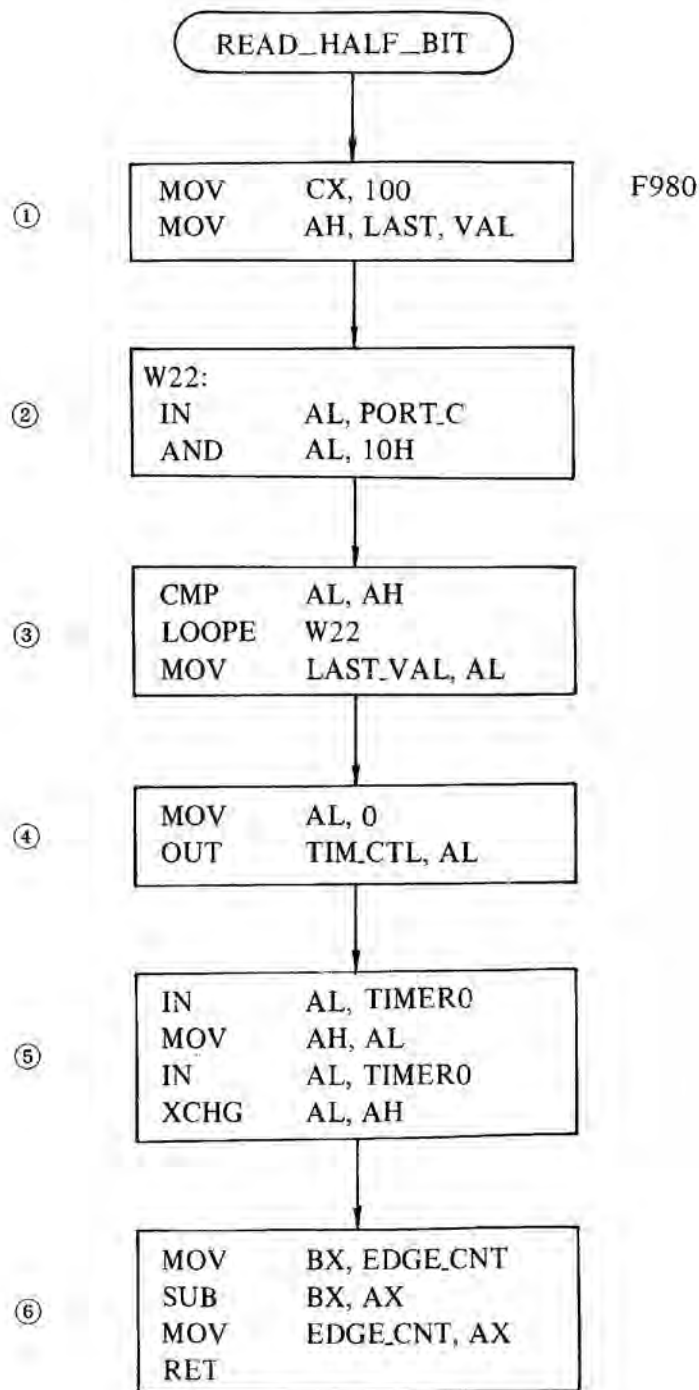 READ_HALF_BIT
① MOV CX, 100 F980
MOV AH, LAST, VAL
② W22:
IN AL, PORT_C
AND AL, 10H
③ CMP AL, AH
LOOPE W22
MOV LAST_VAL, AL
④ MOV AL, 0
OUT TIM_CTL, AL
⑤ IN AL, TIMER0
MOV AH, AL
IN AL, TIMER0
XCHG AL, AH
⑥ MOV BX, EDGE_CNT
SUB BX, AX
MOV EDGE_CNT, AX
RET